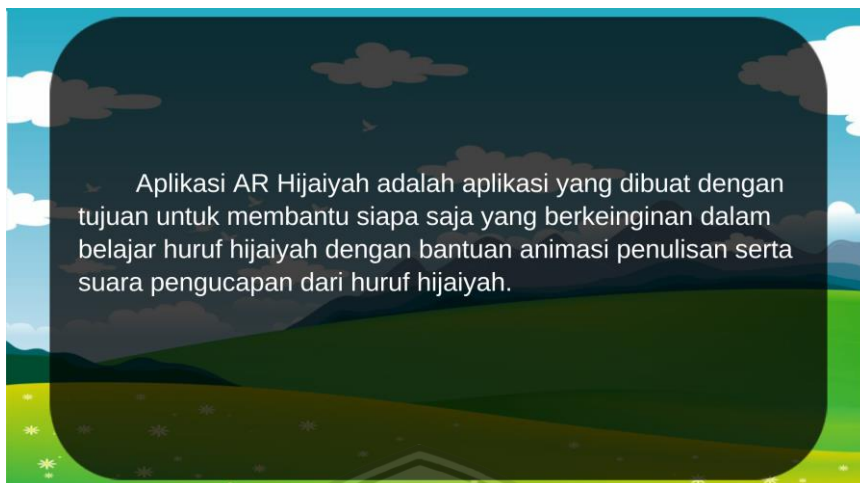 Aplikasi AR Hijaiyah adalah aplikasi yang dibuat dengan
tujuan untuk membantu siapa saja yang berkeinginan dalam
belajar huruf hijaiyah dengan bantuan animasi penulisan serta
suara pengucapan dari huruf hijaiyah.